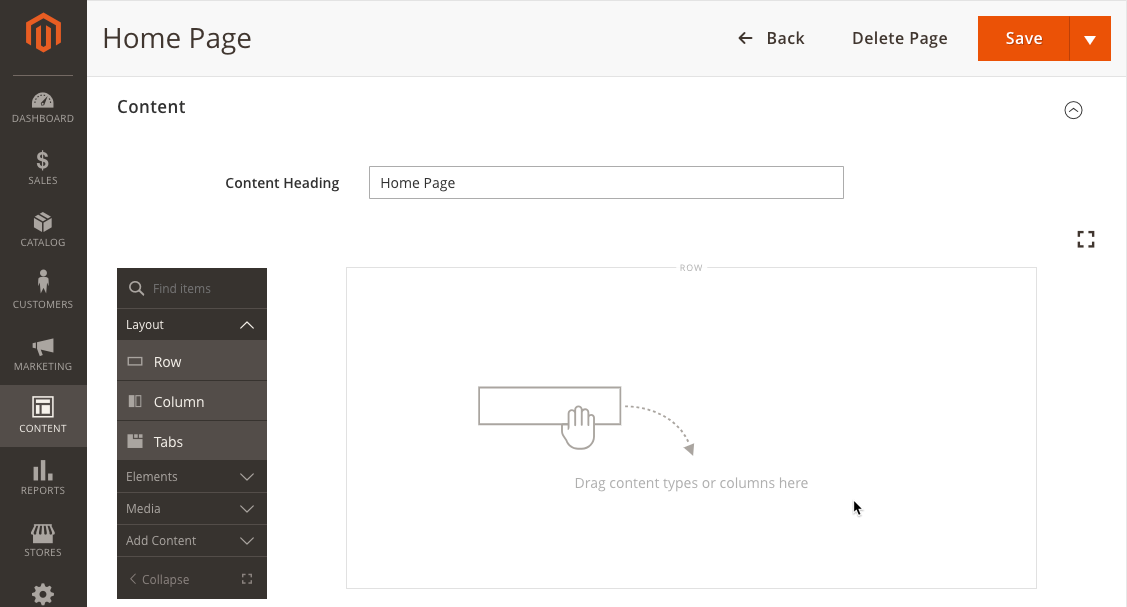 Home Page
Back
Delete Page
Save
DASHBOARD
SALES
CATALOG
CUSTOMERS
MARKETING
CONTENT
REPORTS
STORES
Content
Content Heading
Home Page
Find items
Layout
Row
Column
Tabs
Elements
Media
Add Content
Collapse
ROW
Drag content types or columns here